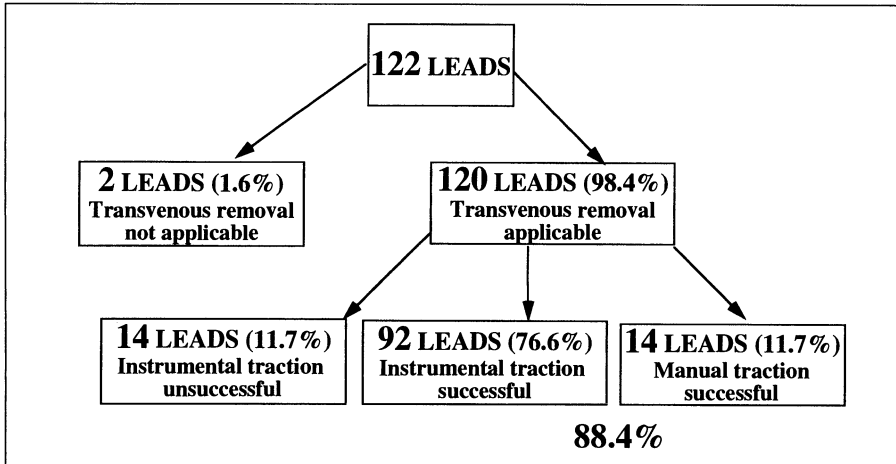 122 LEADS
2 LEADS (1.6%)
Transvenous removal
not applicable
120 LEADS (98.4%)
Transvenous removal
applicable
14 LEADS (11.7%)
Instrumental traction
unsuccessful
92 LEADS (76.6%)
Instrumental traction
successful
14 LEADS (11.7%)
Manual traction
successful
88.4%